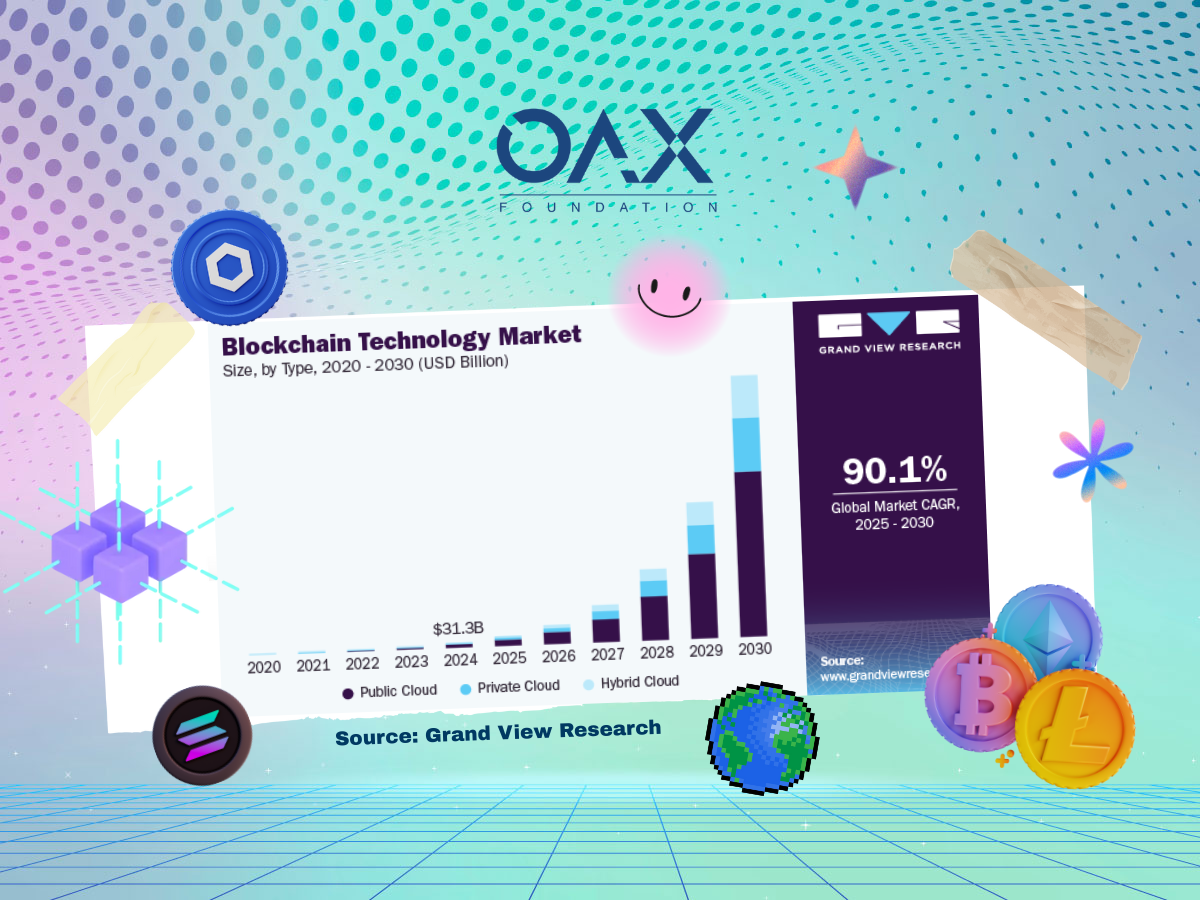 OAX
FOUNDATION
Blockchain Technology Market
Size, by Type, 2020 - 2030 (USD Billion)
GRAND VIEW RESEARCH
90.1%
Global Market CAGR,
2025 - 2030
$31.3B
2020 2021 2022 2023 2024 2025 2026 2027 2028 2029 2030
Public Cloud Private Cloud Hybrid Cloud
Source:
www.grandviewrese
Source: Grand View Research